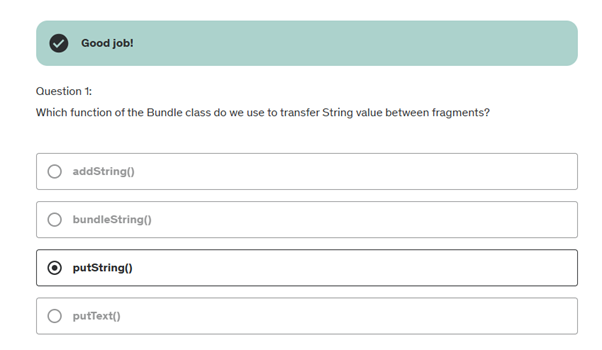 Good job!
Question 1:
Which function of the Bundle class do we use to transfer String value between fragments?
addString()
bundleString()
putString()
putText()